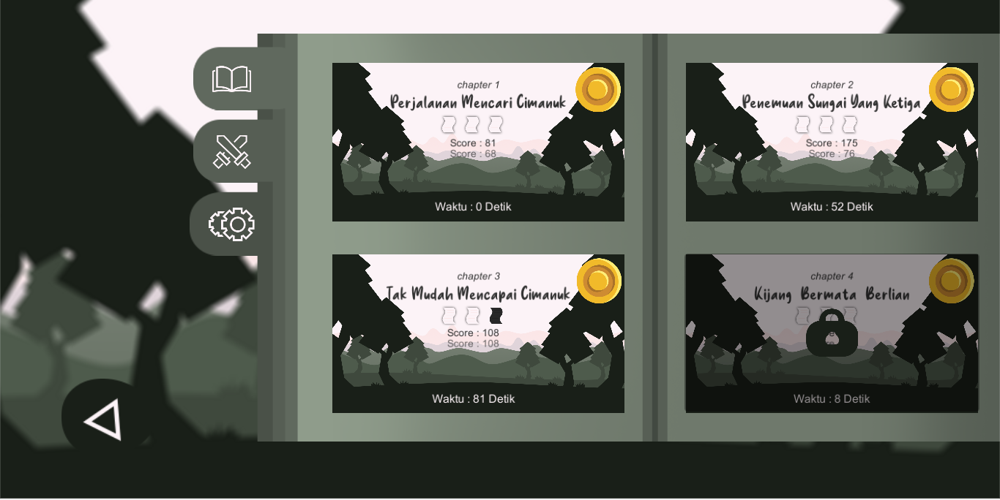 chapter 1
Perjalanan Mencari Cimanuk
Score : 81
Score : 68
Waktu : 0 Detik
chapter 2
Penemuan Sungai Yang Ketiga
Score : 175
Score : 76
Waktu : 52 Detik
chapter 3
Tak Mudah Mencapai Cimanuk
Score : 108
Score : 108
Waktu : 81 Detik
chapter 4
Kijang Bermata Berlian
Waktu : 8 Detik